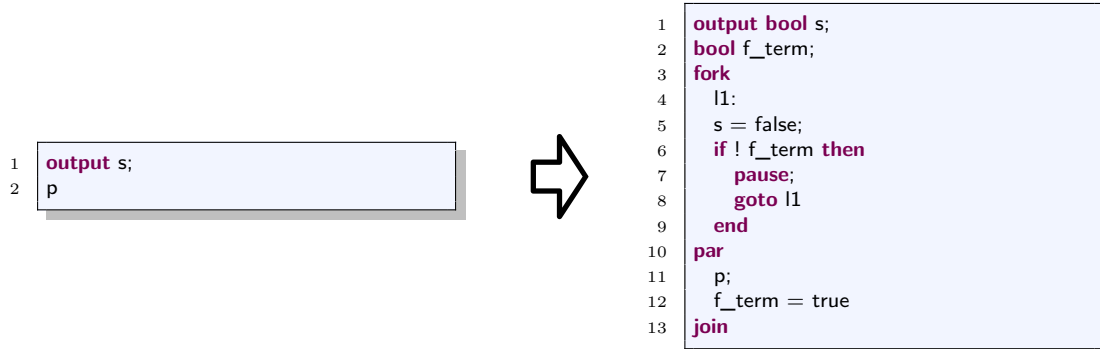 1 output s;
2 p
1 output bool s;
2 bool f_term;
3 fork
4 l1:
5 s = false;
6 if ! f_term then
7 pause;
8 goto l1
9 end
10 par
11 p;
12 f_term = true
13 join